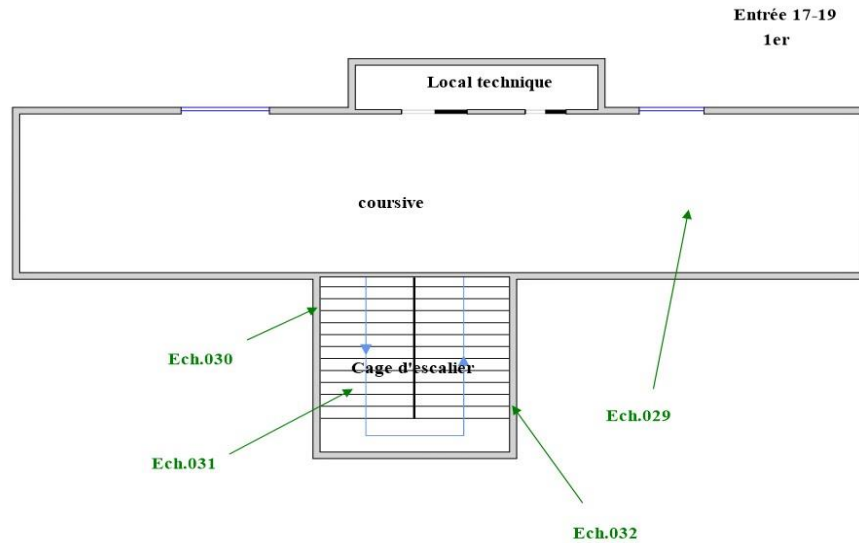 Entrée 17-19
1er
Local technique
coursive
Ech.030
Cage d'escalier
Ech.029
Ech.031
Ech.032